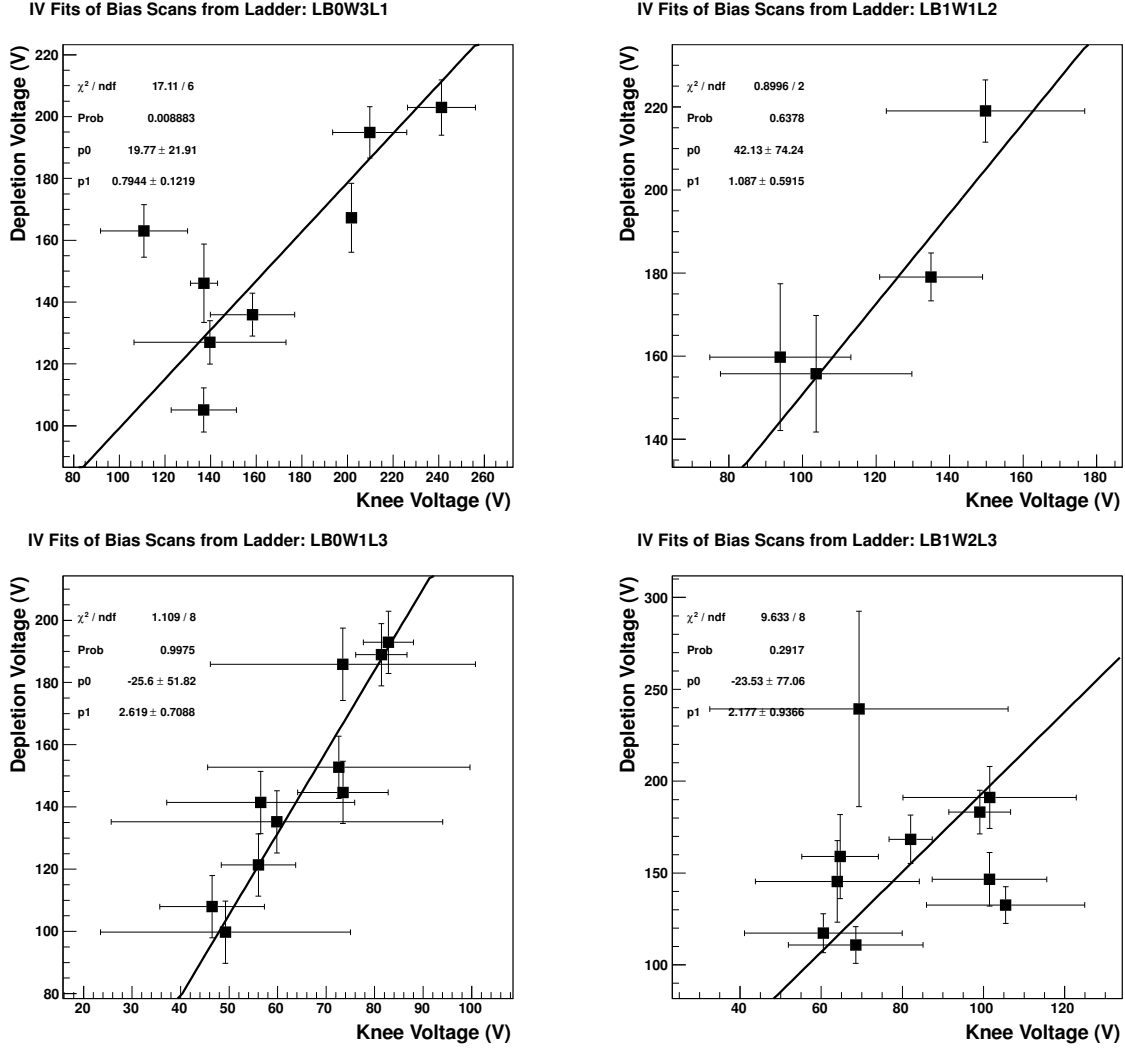 IV Fits of Bias Scans from Ladder: LB0W3L1
Depletion Voltage (V)
220
200
180
160
140
120
100
χ² / ndf 17.11 / 6
Prob 0.008883
p0 19.77 ± 21.91
p1 0.7944 ± 0.1219
80 100 120 140 160 180 200 220 240 260
Knee Voltage (V)
IV Fits of Bias Scans from Ladder: LB1W1L2
Depletion Voltage (V)
220
200
180
160
140
χ² / ndf 0.8996 / 2
Prob 0.6378
p0 42.13 ± 74.24
p1 1.087 ± 0.5915
80 100 120 140 160 180
Knee Voltage (V)
IV Fits of Bias Scans from Ladder: LB0W1L3
Depletion Voltage (V)
200
180
160
140
120
100
80
χ² / ndf 1.109 / 8
Prob 0.9975
p0 -25.6 ± 51.82
p1 2.619 ± 0.7088
20 30 40 50 60 70 80 90 100
Knee Voltage (V)
IV Fits of Bias Scans from Ladder: LB1W2L3
Depletion Voltage (V)
300
250
200
150
100
χ² / ndf 9.633 / 8
Prob 0.2917
p0 -23.53 ± 77.06
p1 2.177 ± 0.9366
40 60 80 100 120
Knee Voltage (V)